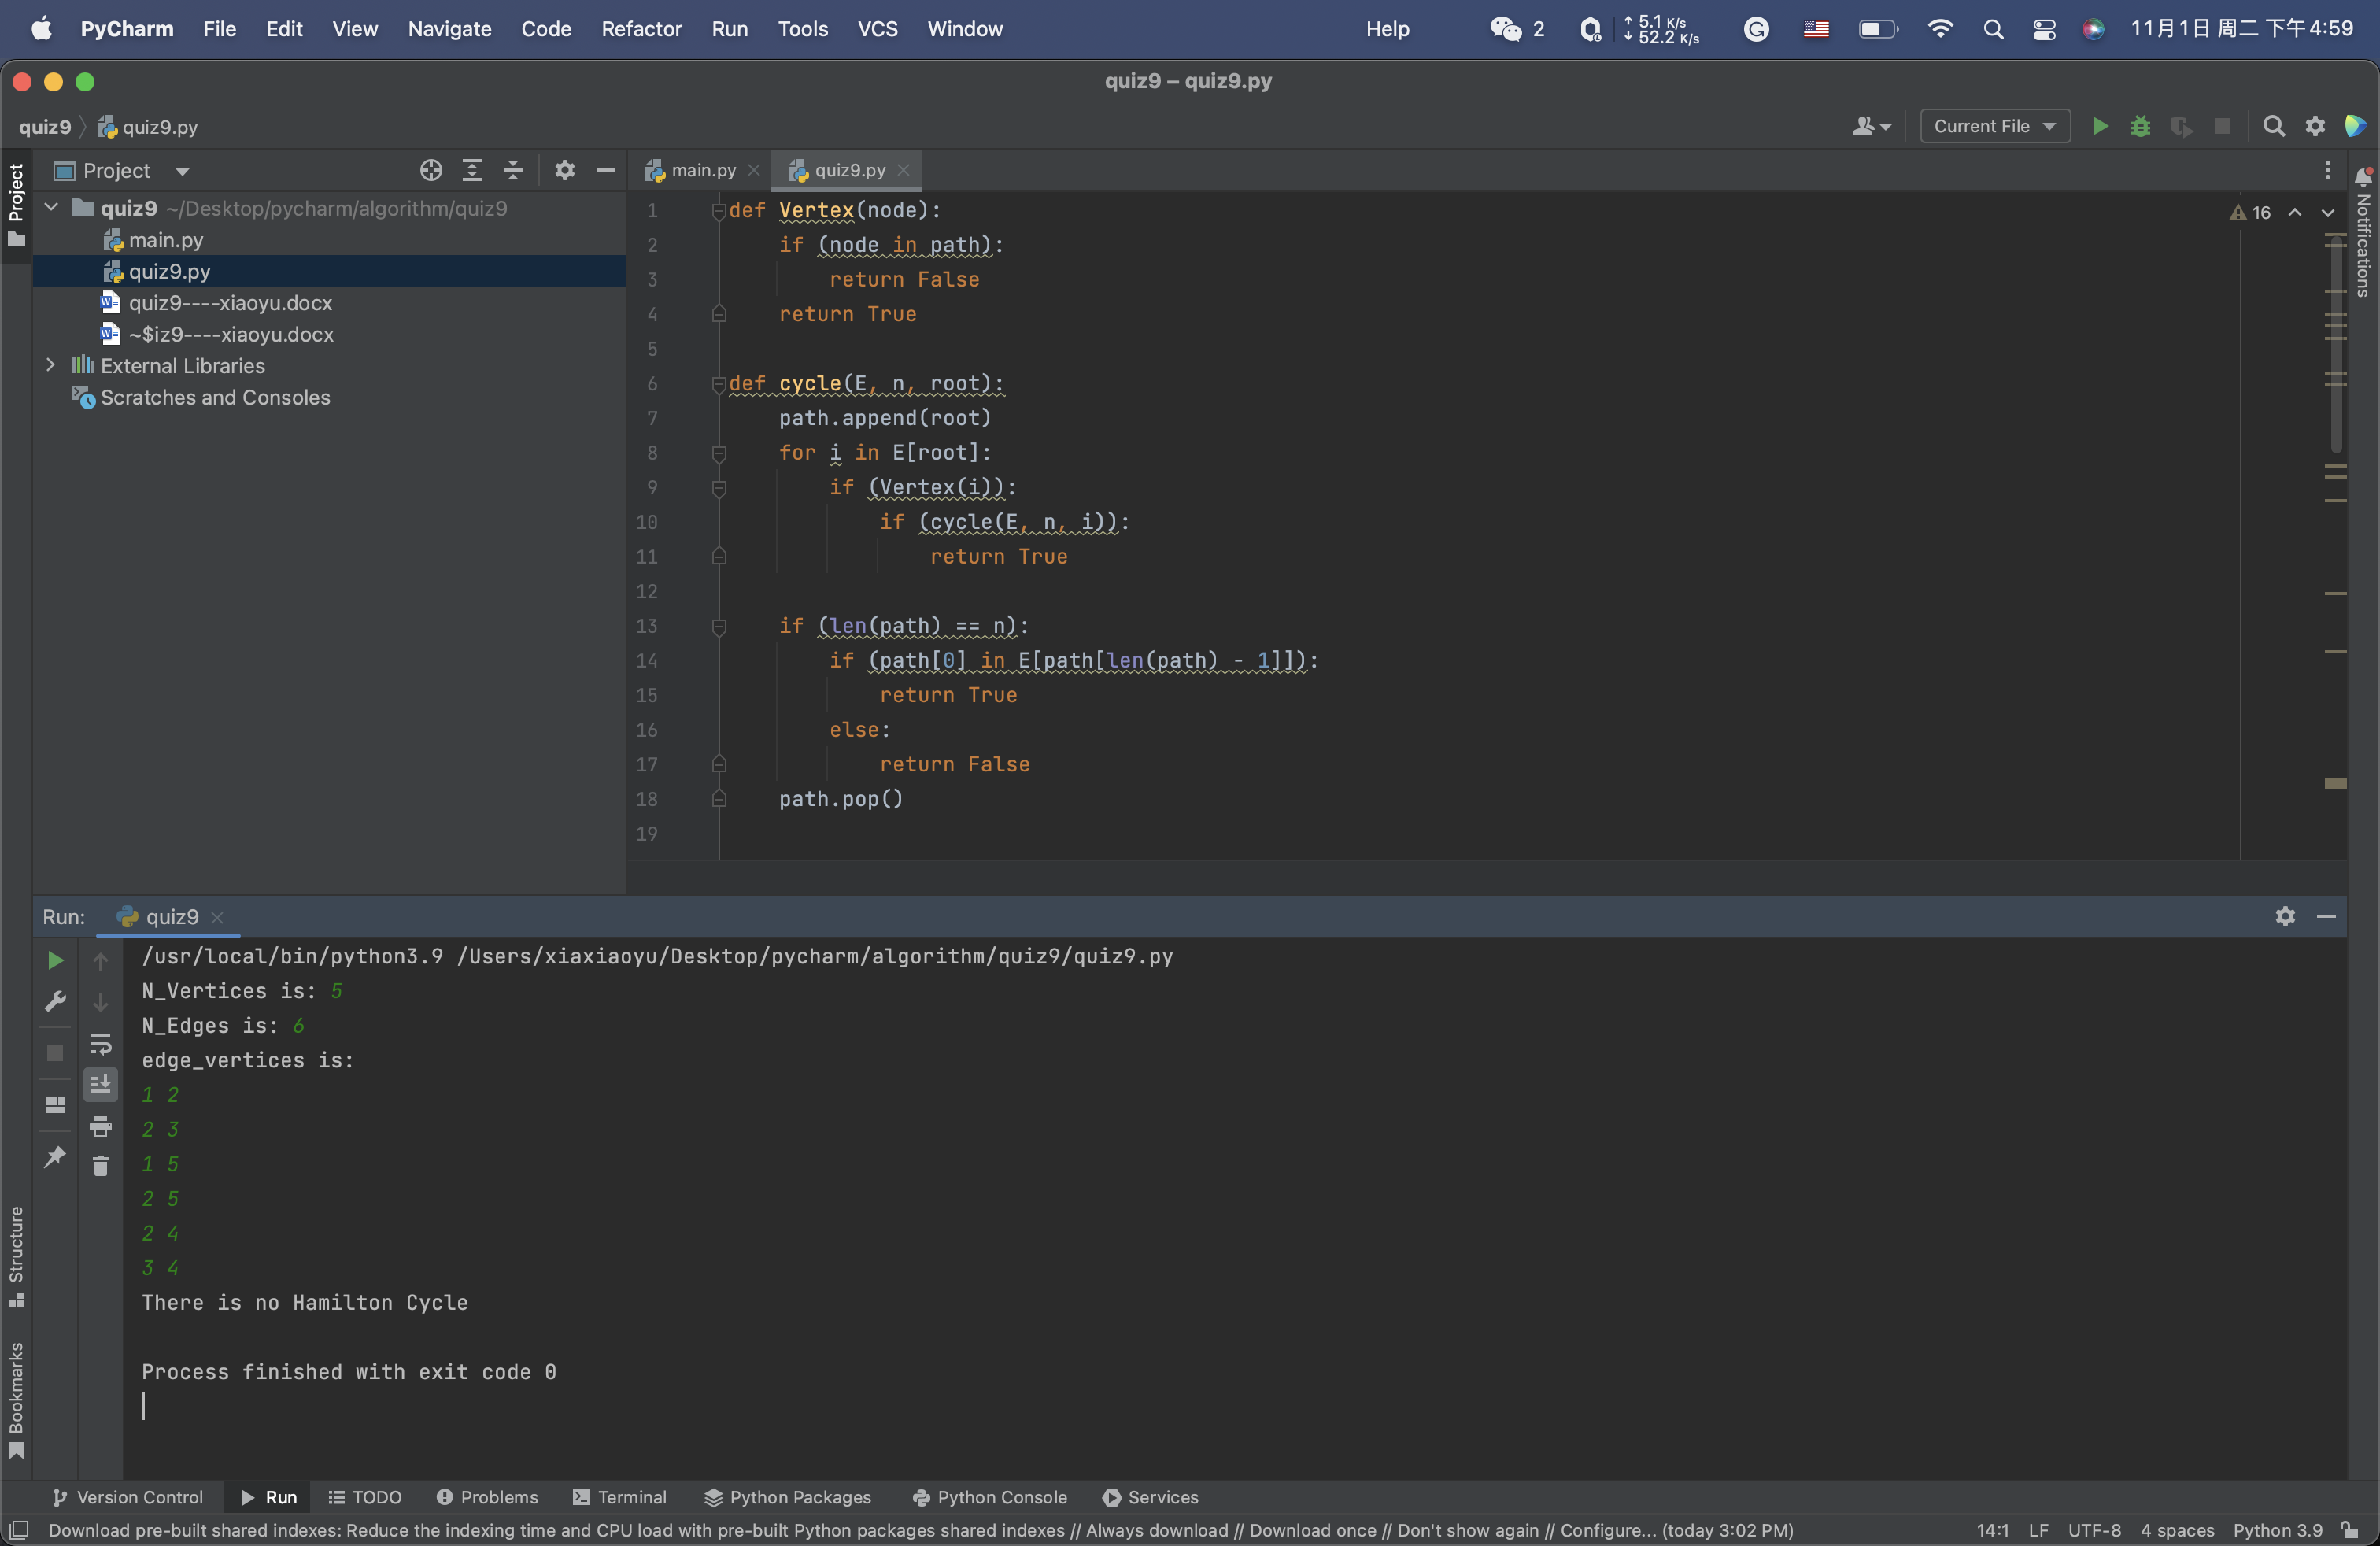 PyCharm File Edit View Navigate Code Refactor Run Tools VCS Window Help 2 ↑ 5.1 K/s ↓ 52.2 K/s 11月1日 周二 下午4:59
quiz9 – quiz9.py
quiz9 quiz9.py Current File
Project
Project
quiz9 ~/Desktop/pycharm/algorithm/quiz9
main.py
quiz9.py
quiz9----xiaoyu.docx
~$iz9----xiaoyu.docx
External Libraries
Scratches and Consoles
main.py quiz9.py
16
Notifications
1 def Vertex(node):
2 if (node in path):
3 return False
4 return True
5
6 def cycle(E, n, root):
7 path.append(root)
8 for i in E[root]:
9 if (Vertex(i)):
10 if (cycle(E, n, i)):
11 return True
12
13 if (len(path) == n):
14 if (path[0] in E[path[len(path) - 1]]):
15 return True
16 else:
17 return False
18 path.pop()
19
Run: quiz9
/usr/local/bin/python3.9 /Users/xiaxiaoyu/Desktop/pycharm/algorithm/quiz9/quiz9.py
N_Vertices is: 5
N_Edges is: 6
edge_vertices is:
1 2
2 3
1 5
2 5
2 4
3 4
There is no Hamilton Cycle
Process finished with exit code 0
Structure
Bookmarks
Version Control Run TODO Problems Terminal Python Packages Python Console Services
Download pre-built shared indexes: Reduce the indexing time and CPU load with pre-built Python packages shared indexes // Always download // Download once // Don't show again // Configure... (today 3:02 PM) 14:1 LF UTF-8 4 spaces Python 3.9